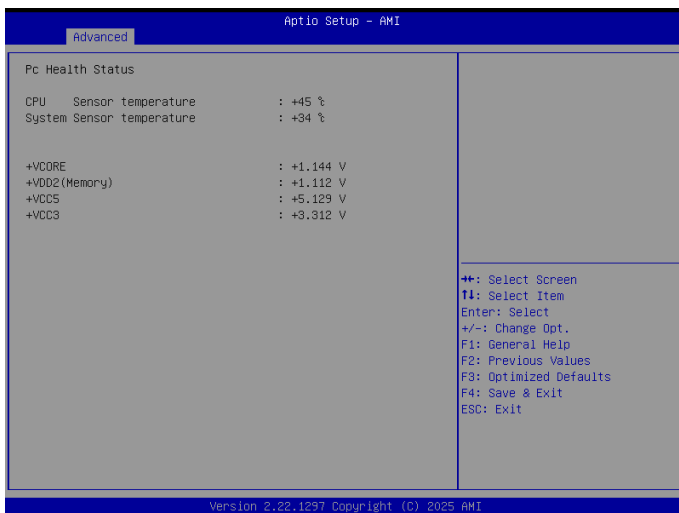 Aptio Setup – AMI
Advanced
Pc Health Status
CPU Sensor temperature : +45 ℃
System Sensor temperature : +34 ℃
+VCORE : +1.144 V
+VDD2(Memory) : +1.112 V
+VCC5 : +5.129 V
+VCC3 : +3.312 V
→←: Select Screen
↑↓: Select Item
Enter: Select
+/-: Change Opt.
F1: General Help
F2: Previous Values
F3: Optimized Defaults
F4: Save & Exit
ESC: Exit
Version 2.22.1297 Copyright (C) 2025 AMI